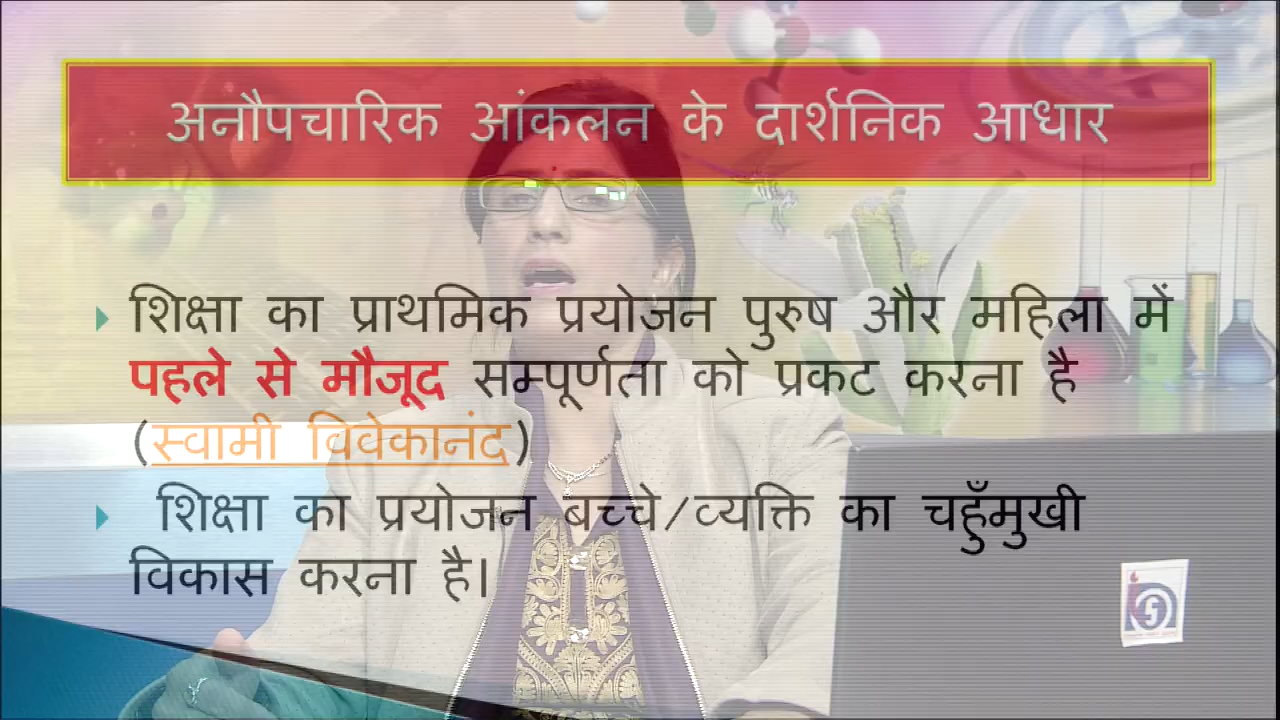 अनौपचारिक आंकलन के दार्शनिक आधार
शिक्षा का प्राथमिक प्रयोजन पुरुष और महिला में
पहले से मौजूद सम्पूर्णता को प्रकट करना है
(स्वामी विवेकानंद)
शिक्षा का प्रयोजन बच्चे/व्यक्ति का चहुँमुखी
विकास करना है।